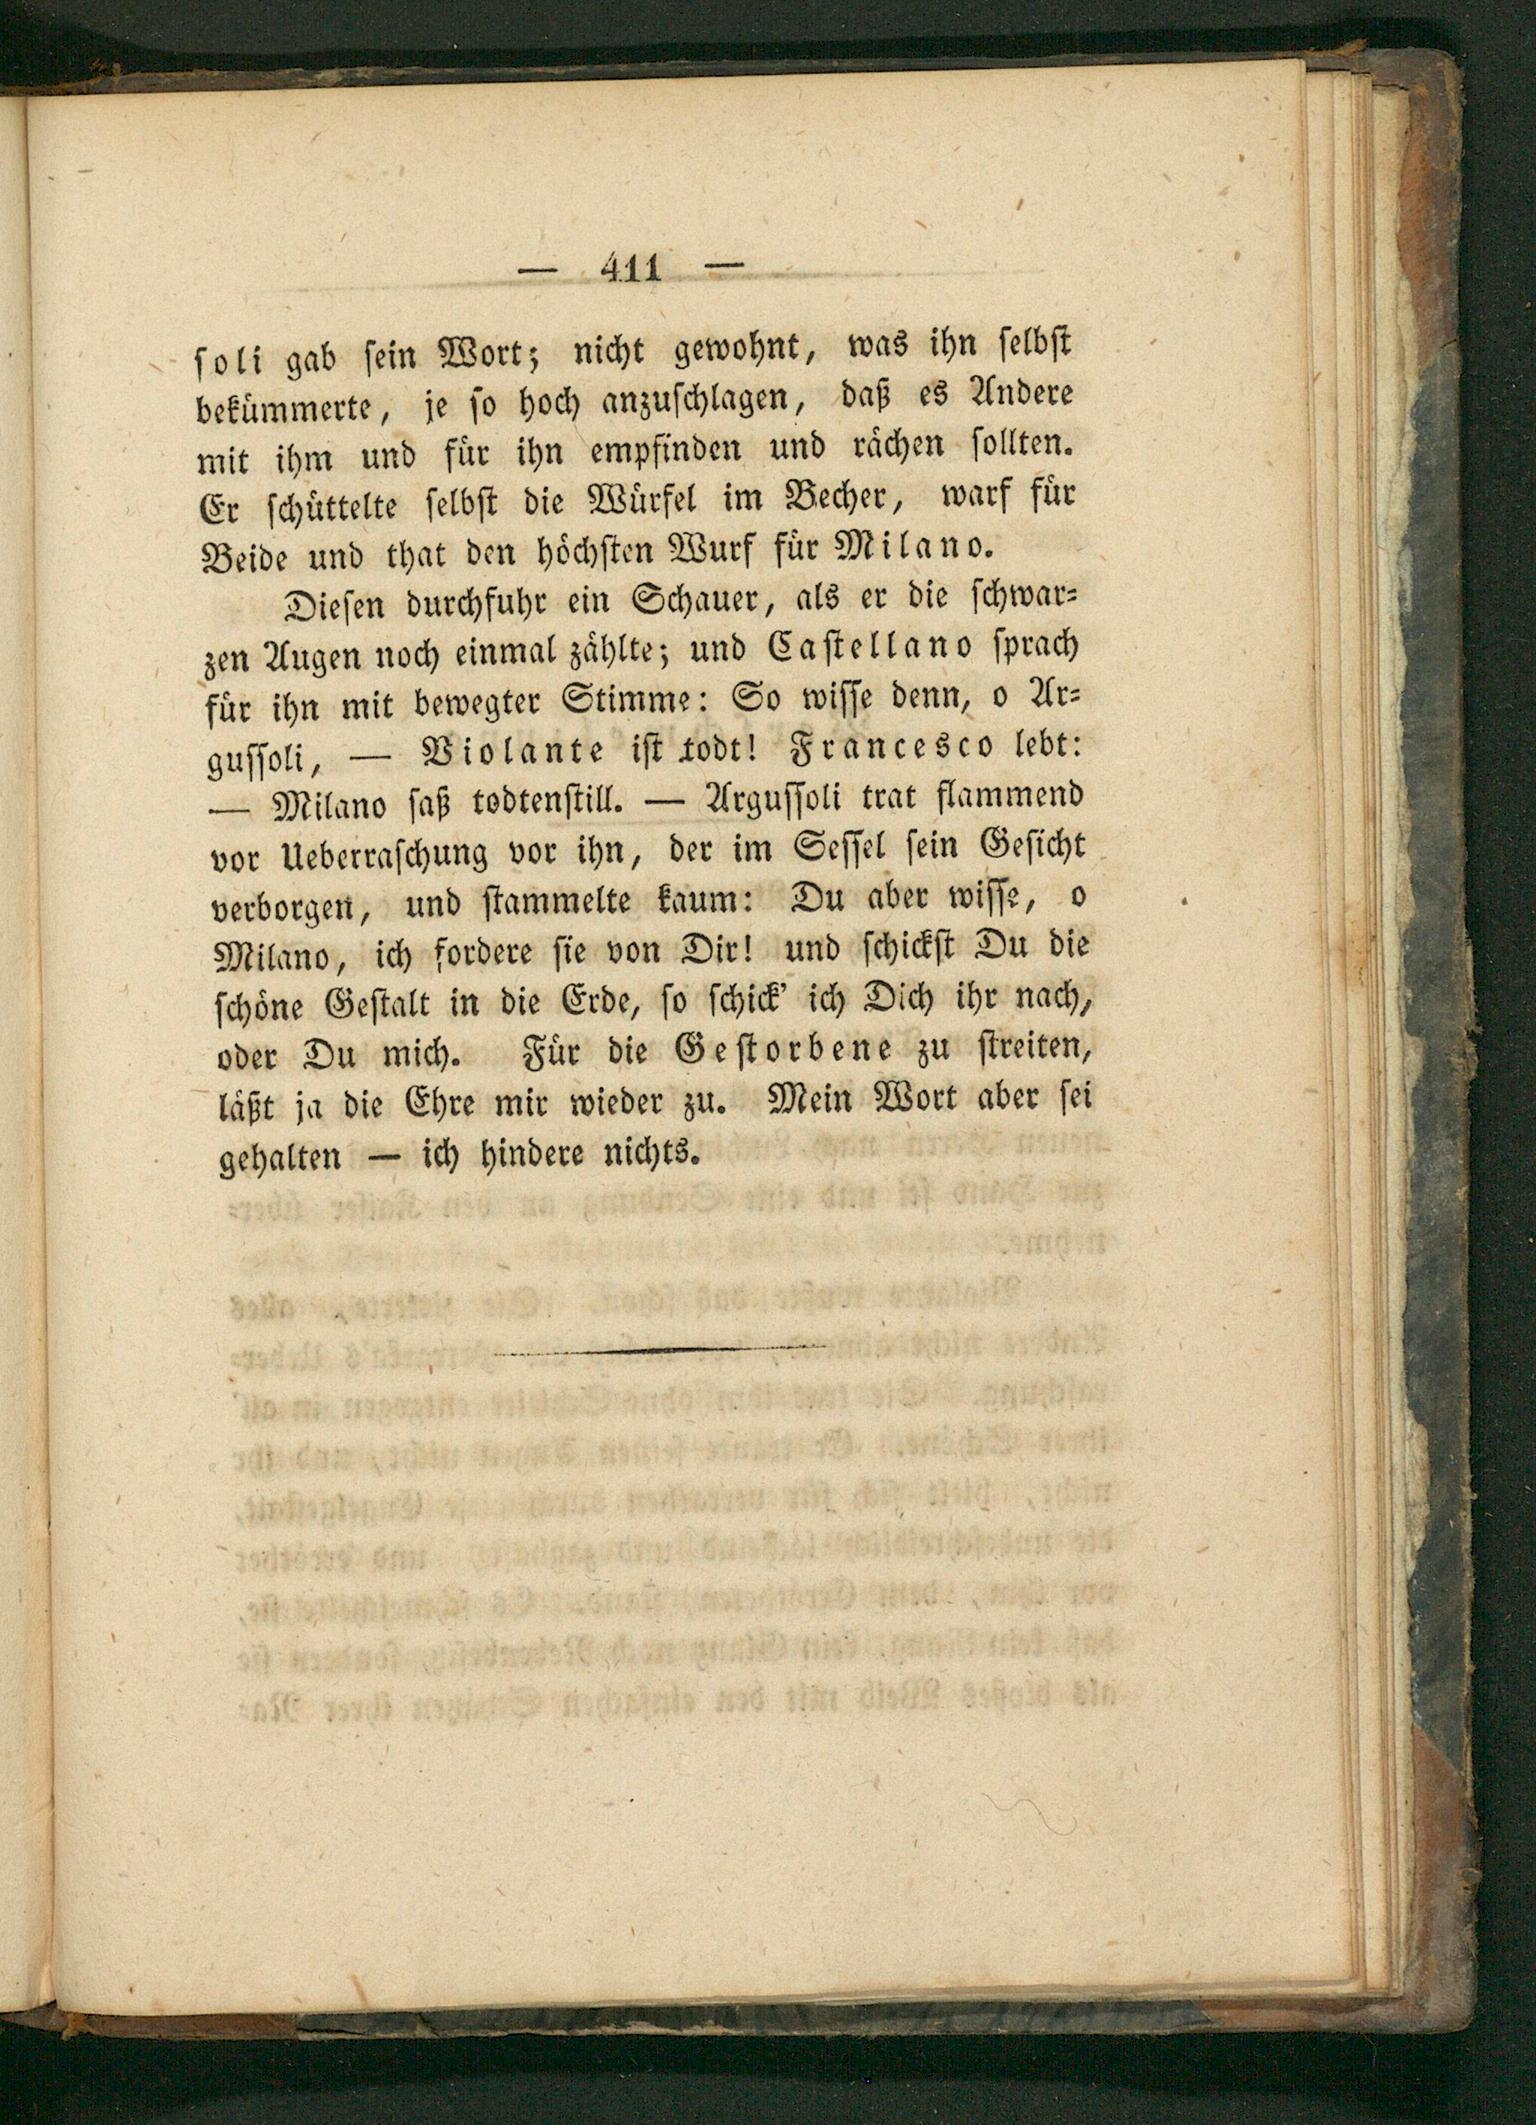 — 411 —
ſoli gab ſein Wort; nicht gewohnt, was ihn ſelbſt
bekümmerte, je ſo hoch anzuſchlagen, daß es Andere
mit ihm und für ihn empfinden und rächen ſollten.
Er ſchüttelte ſelbſt die Würfel im Becher, warf für
Beide und that den höchſten Wurf für Milano.
Dieſen durchfuhr ein Schauer, als er die ſchwar⸗
zen Augen noch einmal zählte; und Caſtellano ſprach
für ihn mit bewegter Stimme: So wiſſe denn, o Ar⸗
guſſoli, — Violante iſt todt! Francesco lebt:
— Milano ſaß todtenſtill. — Arguſſoli trat flammend
vor Ueberraſchung vor ihn, der im Seſſel ſein Geſicht
verborgen, und ſtammelte kaum: Du aber wiſſe, o
Milano, ich fordere ſie von Dir! und ſchickſt Du die
ſchöne Geſtalt in die Erde, ſo ſchick' ich Dich ihr nach,
oder Du mich. Für die Geſtorbene zu ſtreiten,
läßt ja die Ehre mir wieder zu. Mein Wort aber ſei
gehalten — ich hindere nichts.